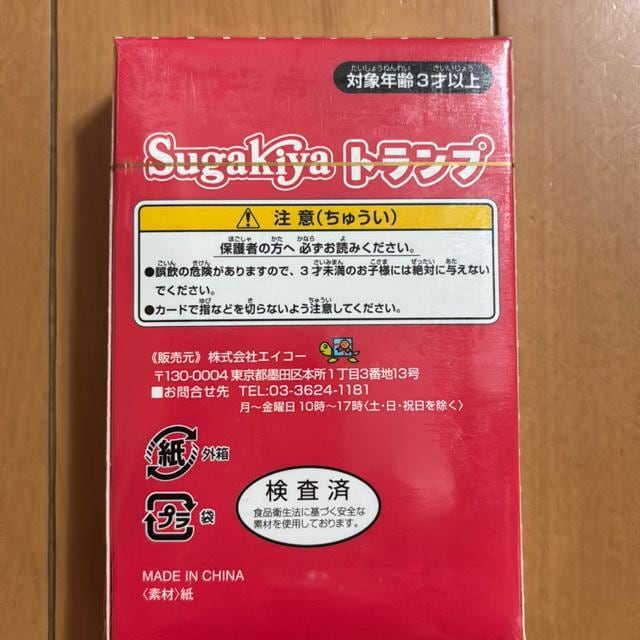 対象年齢3才以上
Sugakiya トランプ
注意(ちゅうい)
保護者の方へ必ずお読みください。
●誤飲の危険がありますので、3才未満のお子様には絶対に与えない
でください。
●カードで指などを切らないよう注意してください。
《販売元》株式会社エイコー
〒130-0004 東京都墨田区本所1丁目3番地13号
■お問合せ先 TEL:03-3624-1181
月～金曜日10時～17時〈土・日・祝日を除く〉
紙 外箱
プラ 袋
検査済
食品衛生法に基づく安全な
素材を使用しております。
MADE IN CHINA
〈素材〉紙